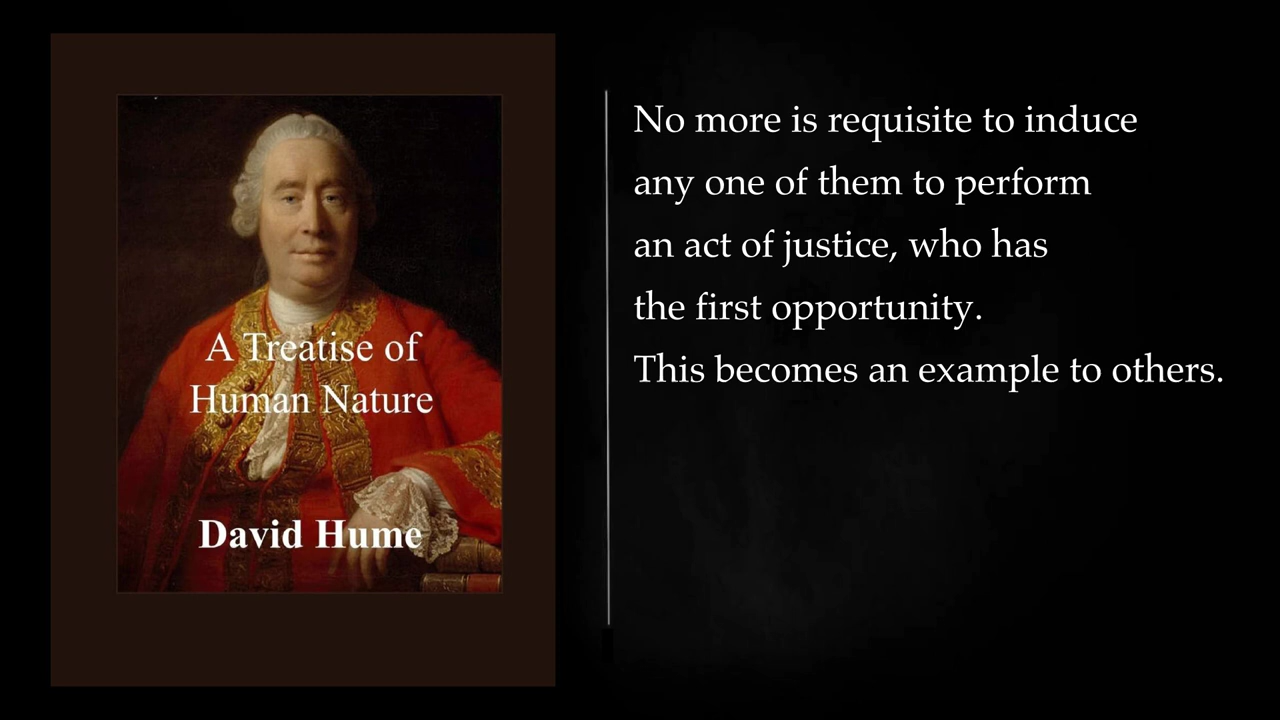 A Treatise of
Human Nature
David Hume
No more is requisite to induce
any one of them to perform
an act of justice, who has
the first opportunity.
This becomes an example to others.